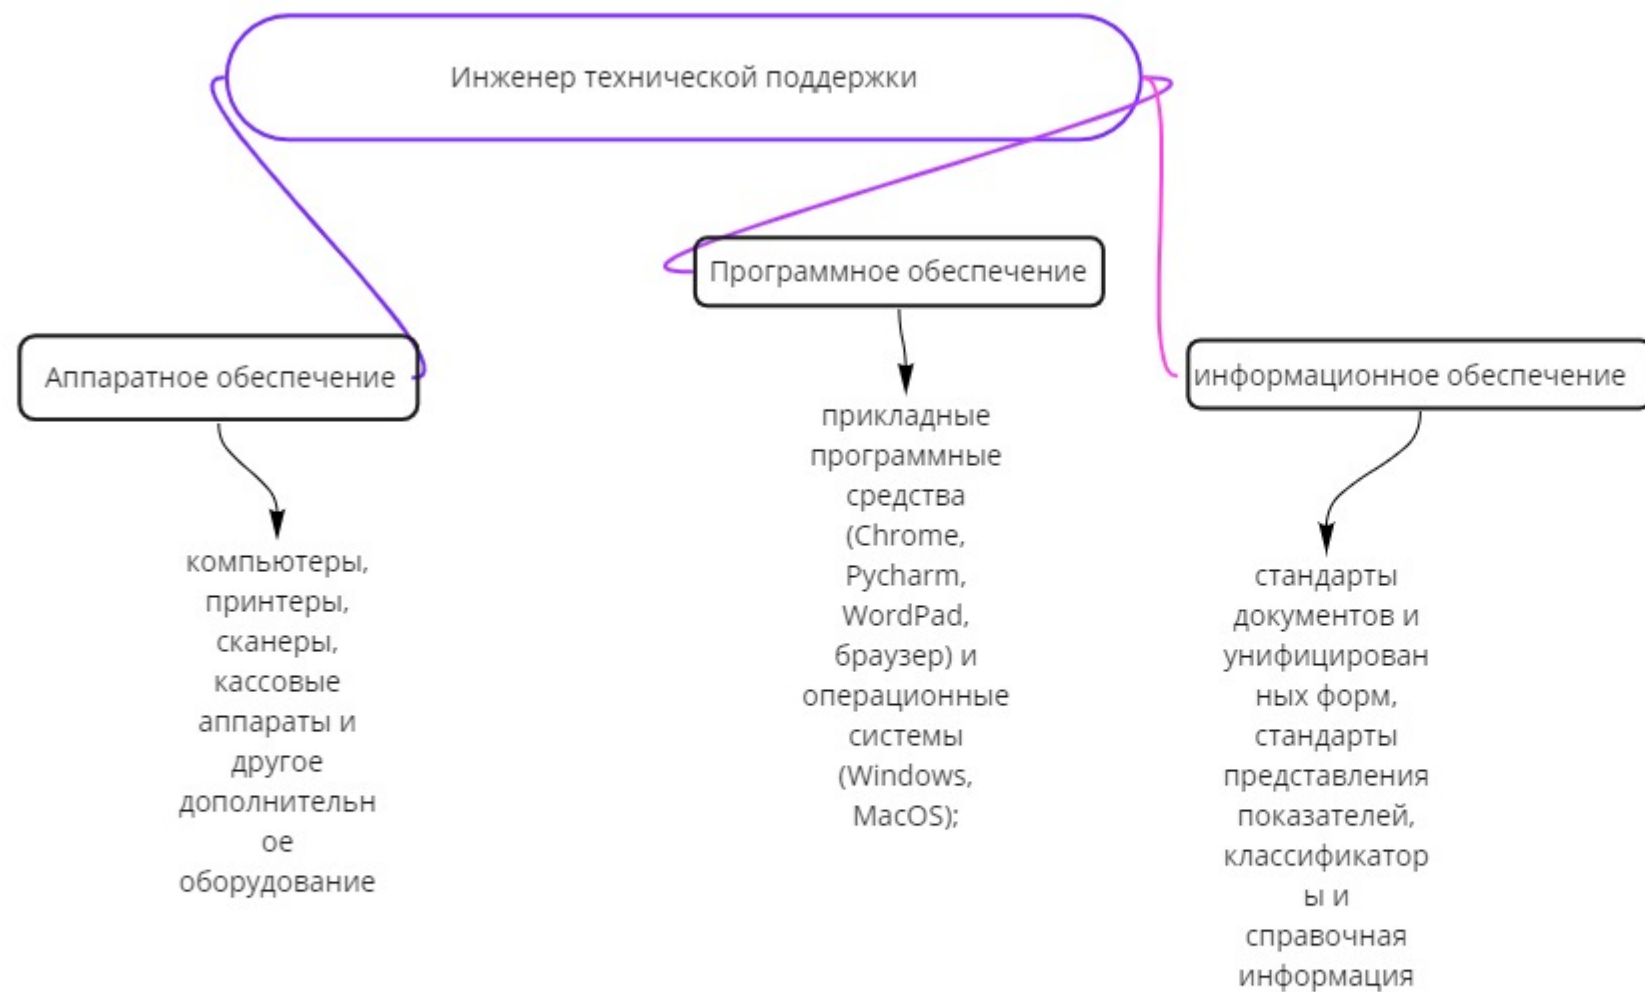 Инженер технической поддержки
Программное обеспечение
Аппаратное обеспечение
информационное обеспечение
компьютеры,
принтеры,
сканеры,
кассовые
аппараты и
другое
дополнительн
ое
оборудование
прикладные
программные
средства
(Chrome,
Pycharm,
WordPad,
браузер) и
операционные
системы
(Windows,
MacOS);
стандарты
документов и
унифицирован
ных форм,
стандарты
представления
показателей,
классификатор
ы и
справочная
информация